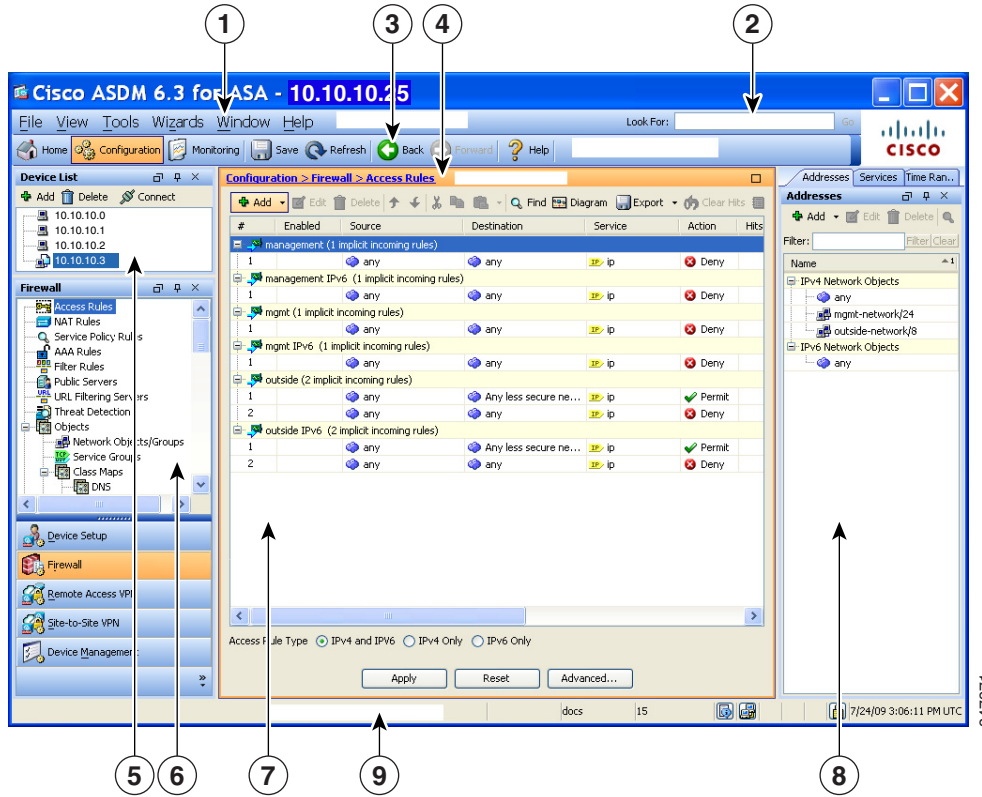 1
2
3
4
Cisco ASDM 6.3 for ASA - 10.10.10.25
File View Tools Wizards Window Help
Look For:
Go
Home Configuration Monitoring Save Refresh Back Forward Help
CISCO
Device List
Add Delete Connect
10.10.10.0
10.10.10.1
10.10.10.2
10.10.10.3
Firewall
Access Rules
NAT Rules
Service Policy Rules
AAA Rules
Filter Rules
Public Servers
URL Filtering Servers
Threat Detection
Objects
Network Objects/Groups
Service Groups
Class Maps
DNS
Device Setup
Firewall
Remote Access VPN
Site-to-Site VPN
Device Management
Configuration > Firewall > Access Rules
Add Edit Delete Find Diagram Export Clear Hits
# Enabled Source Destination Service Action Hits
management (1 implicit incoming rules)
1 any any IP ip Deny
management IPv6 (1 implicit incoming rules)
1 any any IP ip Deny
mgmt (1 implicit incoming rules)
1 any any IP ip Deny
mgmt IPv6 (1 implicit incoming rules)
1 any any IP ip Deny
outside (2 implicit incoming rules)
1 any Any less secure ne... IP ip Permit
2 any any IP ip Deny
outside IPv6 (2 implicit incoming rules)
1 any Any less secure ne... IP ip Permit
2 any any IP ip Deny
Access Rule Type IPv4 and IPV6 IPv4 Only IPv6 Only
Apply Reset Advanced...
Addresses Services Time Ran..
Addresses
Add Edit Delete
Filter: Filter Clear
Name 1
IPv4 Network Objects
any
mgmt-network/24
outside-network/8
IPv6 Network Objects
any
docs 15 7/24/09 3:06:11 PM UTC
5
6
7
9
8